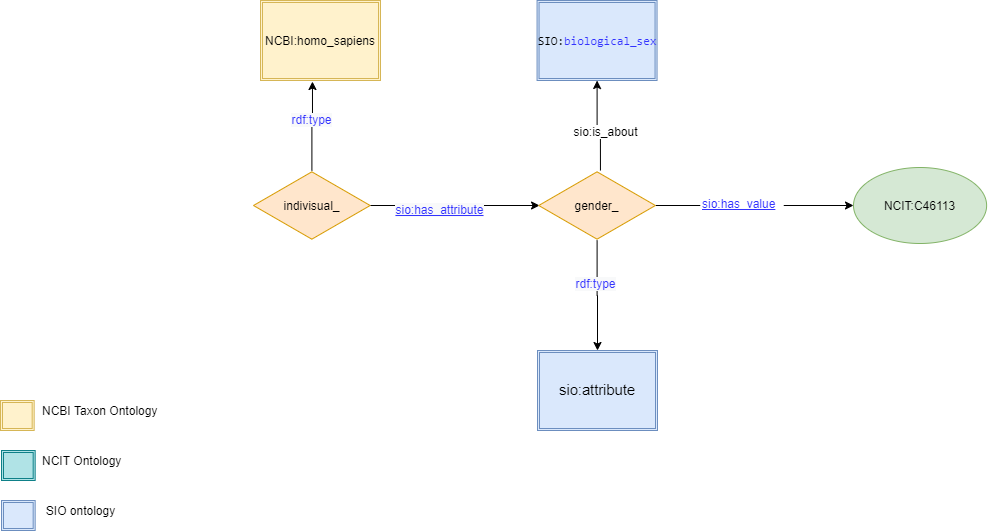 NCBI:homo_sapiens
SIO:biological_sex
rdf:type
sio:is_about
indivisual_
sio:has_attribute
gender_
sio:has_value
NCIT:C46113
rdf:type
sio:attribute
NCBI Taxon Ontology
NCIT Ontology
SIO ontology